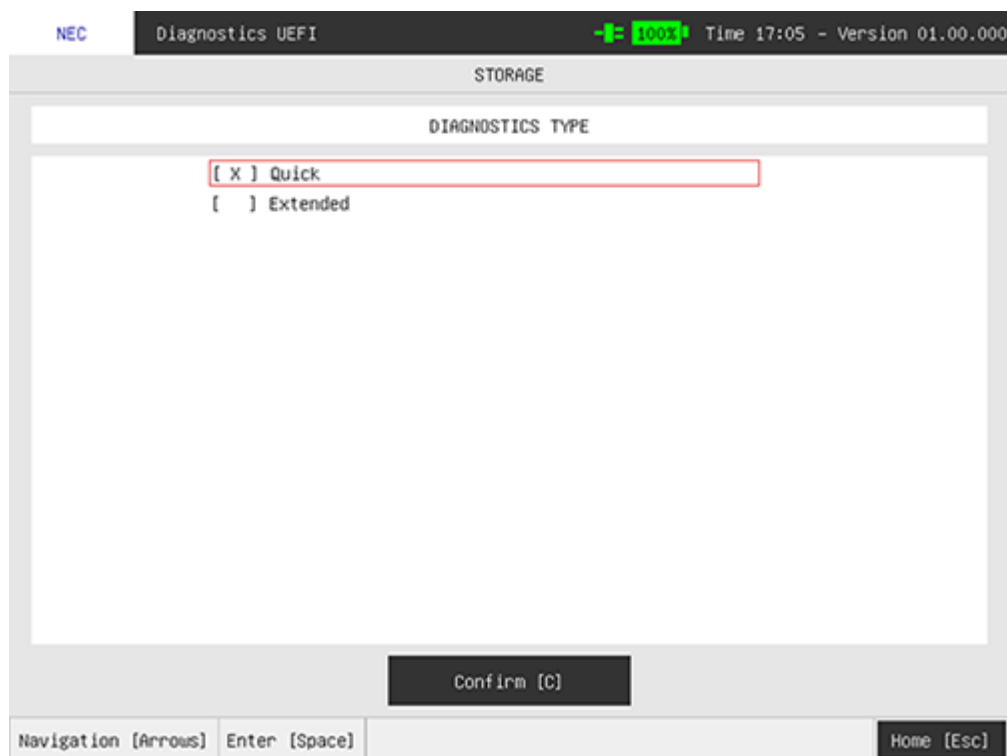 NEC Diagnostics UEFI 100% Time 17:05 - Version 01.00.000
STORAGE
DIAGNOSTICS TYPE
[ X ] Quick
[   ] Extended
Confirm [C]
Navigation [Arrows] Enter [Space] Home [Esc]